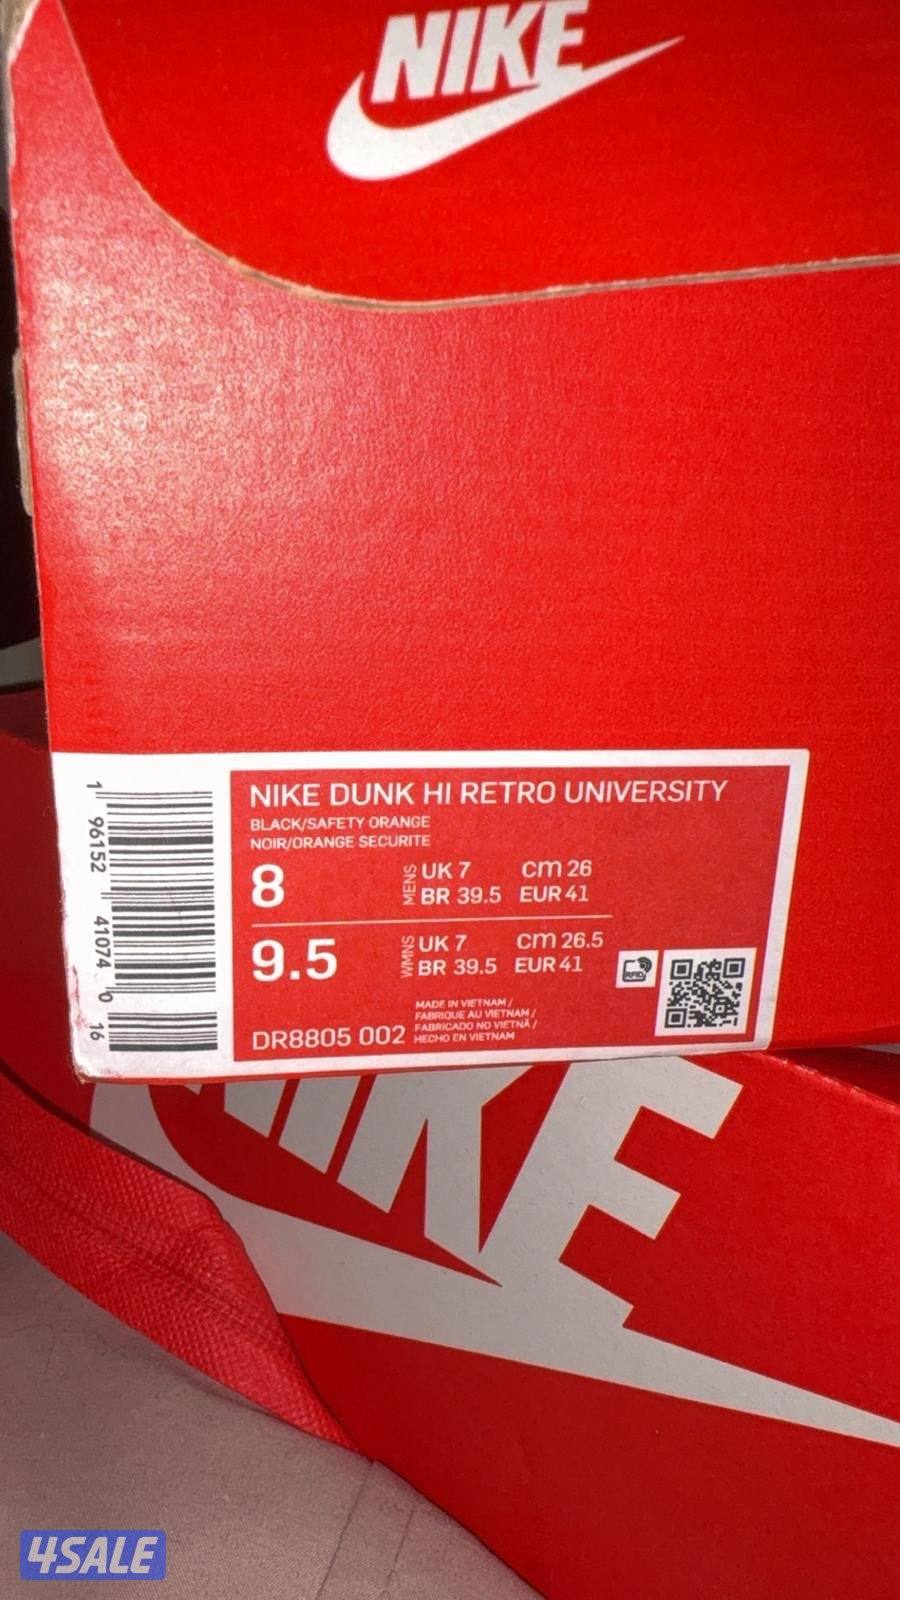 NIKE
NIKE DUNK HI RETRO UNIVERSITY
BLACK/SAFETY ORANGE
NOIR/ORANGE SECURITE
8 MENS UK 7 cm 26
BR 39.5 EUR 41
9.5 WMNS UK 7 cm 26.5
BR 39.5 EUR 41
RFID
MADE IN VIETNAM /
FABRIQUE AU VIETNAM /
FABRICADO NO VIETNÃ /
HECHO EN VIETNAM
DR8805 002
1 96152 41074 0 16
NIKE
4SALE